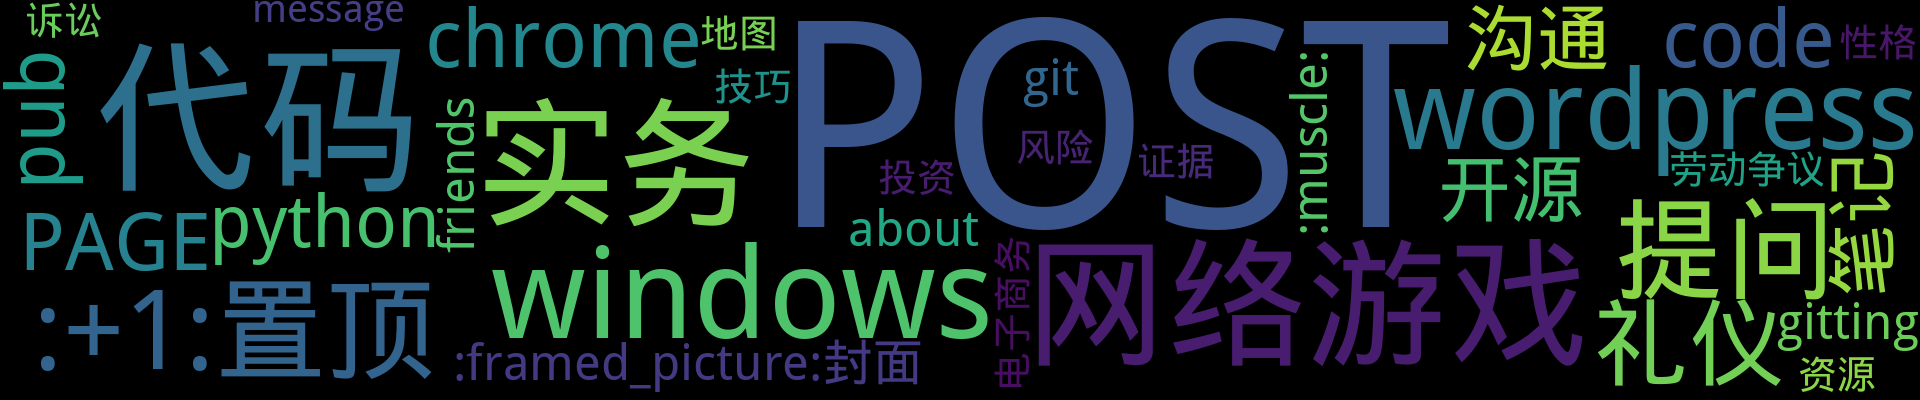 诉讼
message
chrome
地图
POST
沟通
code
性格
pub
代码
技巧
git
:muscle:
wordpress
friends
实务
风险
证据
投资
开源
劳动争议
笔记
PAGE
python
about
提问
:+1:置顶
windows
电子商务
网络游戏
礼仪
gitting
:framed_picture:封面
资源